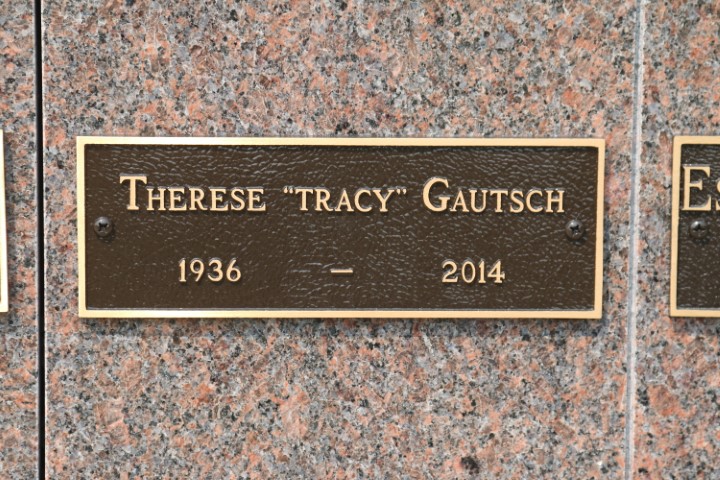 Therese "Tracy" Gautsch
1936 – 2014